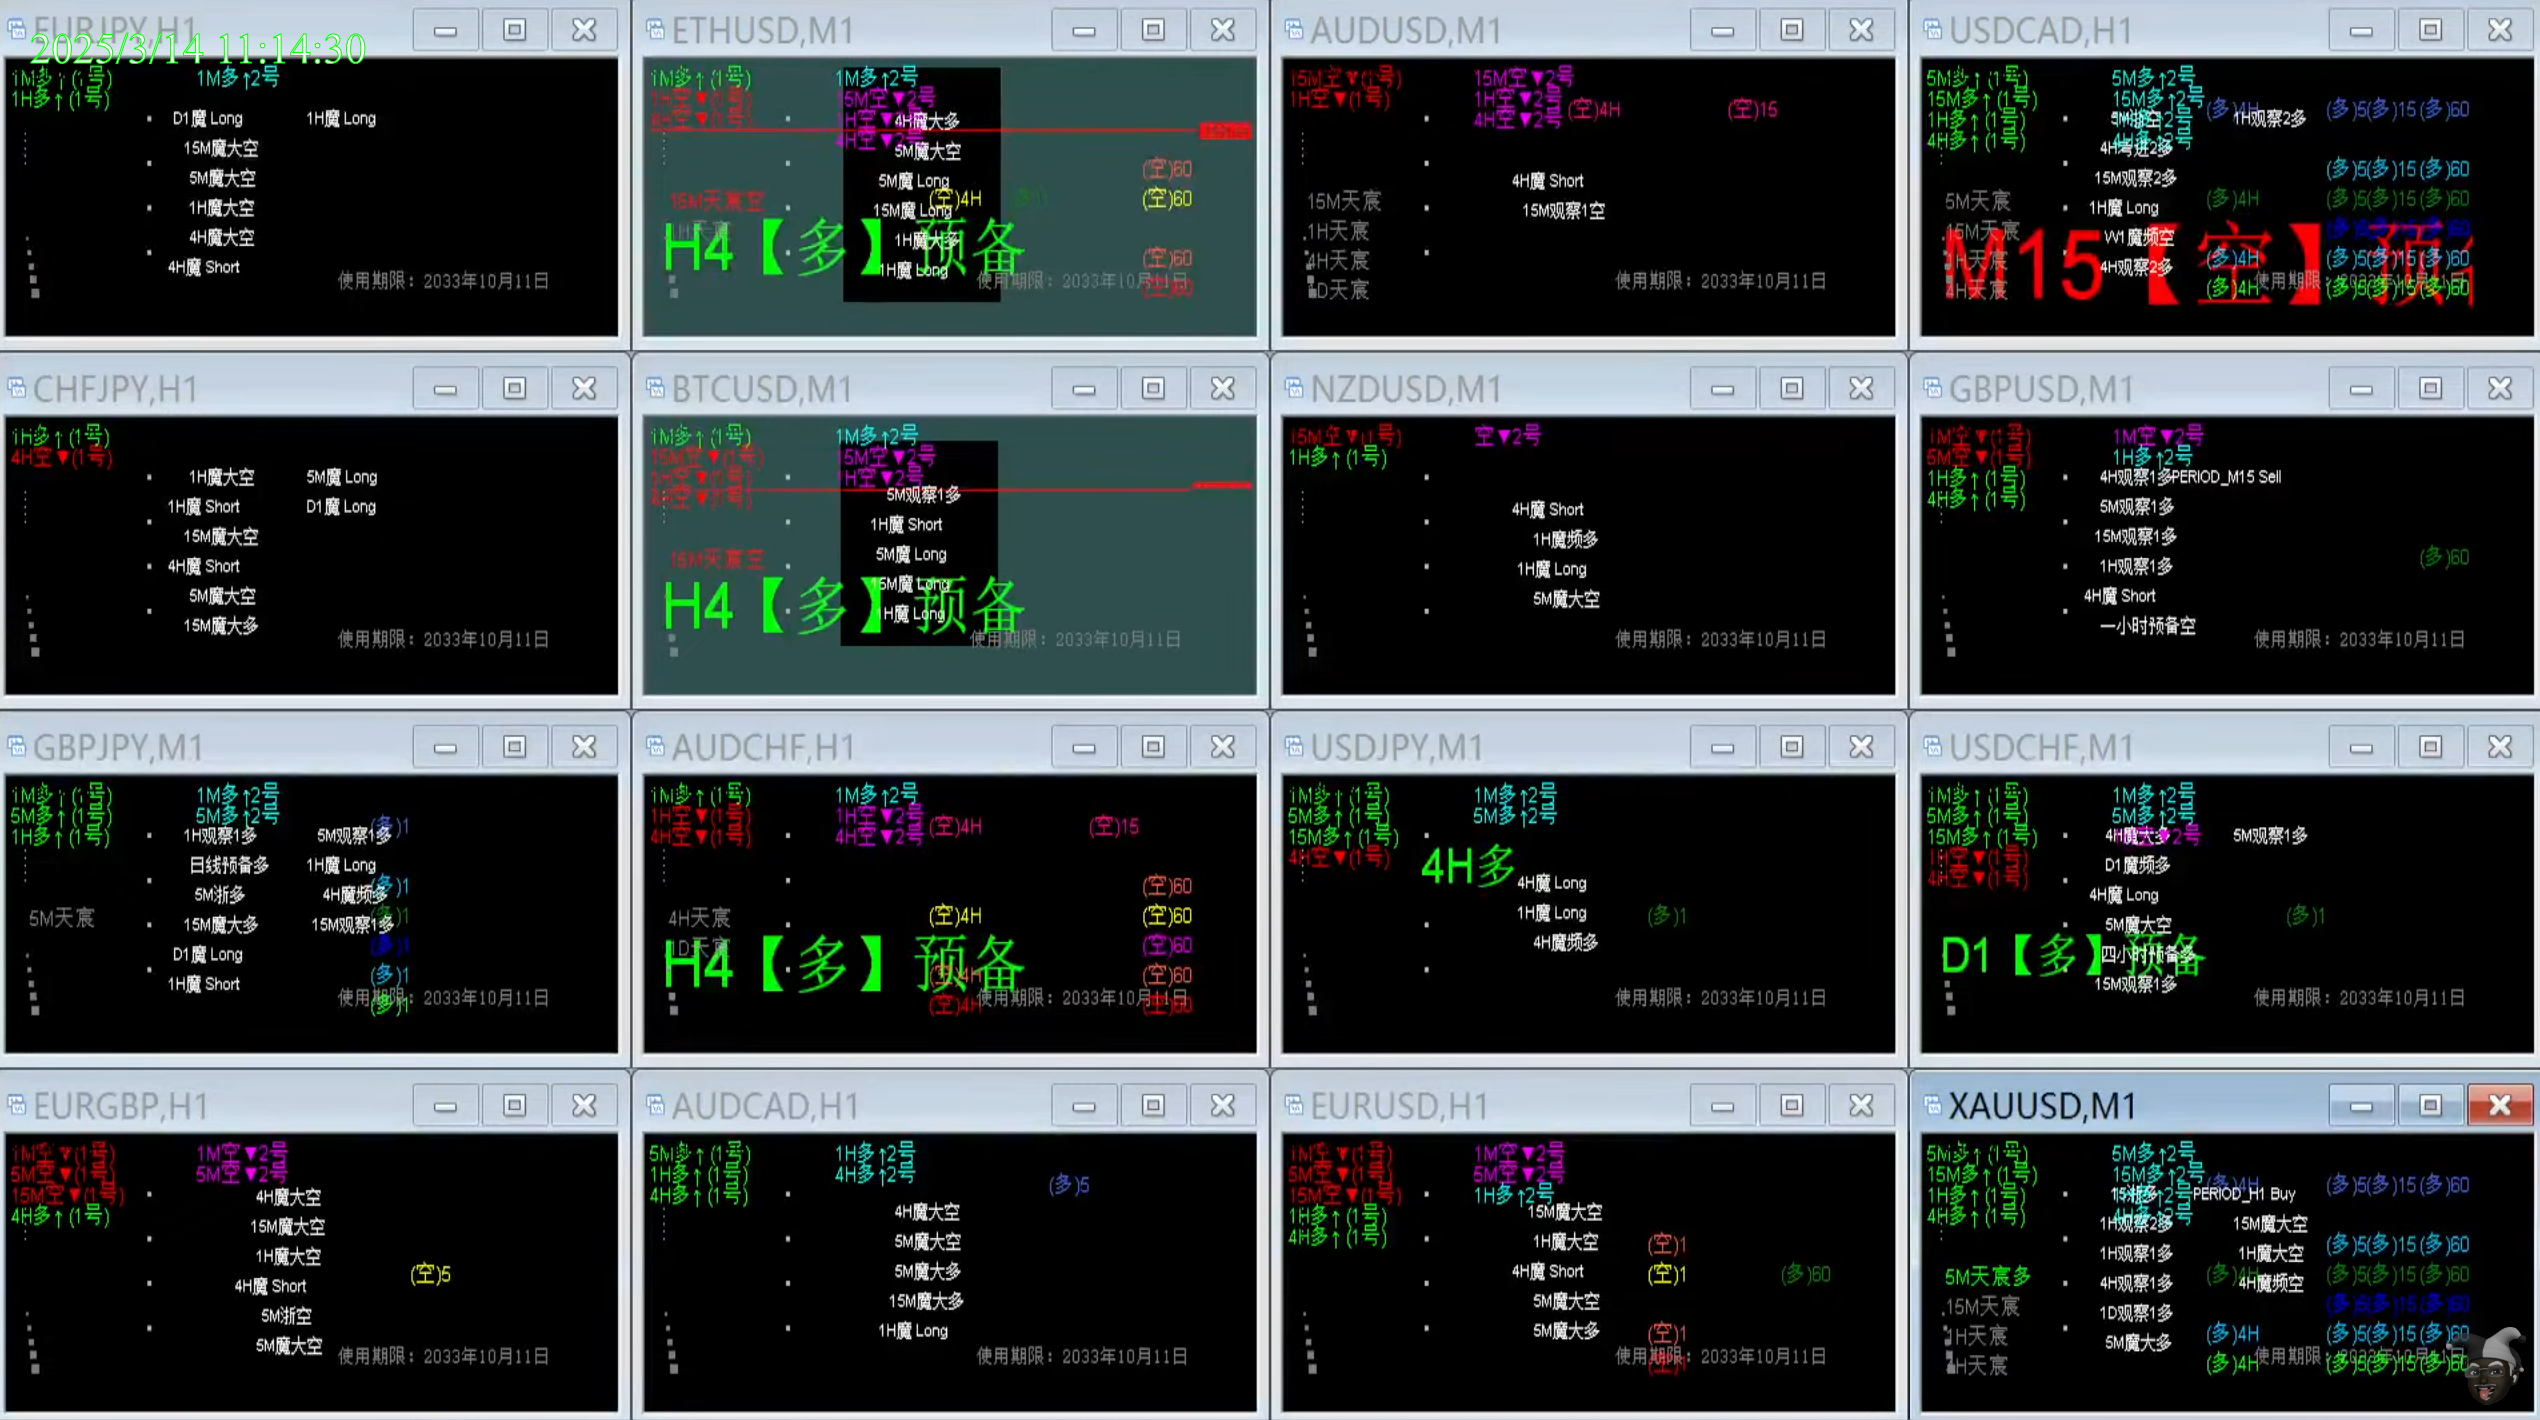 EURJPY,H1
2025/3/14 11:14:30
1M多↑(1号)
1M多↑2号
1H多↑(1号)
D1魔 Long
1H魔 Long
15M魔大空
5M魔大空
1H魔大空
4H魔大空
4H魔 Short
使用期限：2033年10月11日
ETHUSD,M1
1M多↑(1号)
1M多↑2号
1H空▼(1号)
15M空▼2号
4H空▼(1号)
1H空▼2号
4H魔大多
4H空▼2号
5M魔大空
(空)60
5M魔 Long
15M天宸空
(空)4H
(空)60
15M魔 Long
1H天宸
H4【多】预备
1H魔大多
(空)60
1H魔 Long
使用期限：2033年10月11日
(空)60
AUDUSD,M1
15M空▼(1号)
15M空▼2号
1H空▼(1号)
1H空▼2号
(空)4H
(空)15
4H空▼2号
4H魔 Short
15M天宸
15M观察1空
1H天宸
4H天宸
1D天宸
使用期限：2033年10月11日
USDCAD,H1
5M多↑(1号)
5M多↑2号
15M多↑(1号)
15M多↑2号
(多)4H
(多)5(多)15(多)60
1H多↑(1号)
1H观察2多
4H多↑(1号)
4H多↑2号
15M观察2多
(多)5(多)15(多)60
5M天宸
(多)4H
(多)5(多)15(多)60
1H魔 Long
15M天宸
W1魔频空
M15【空】预
1H天宸
4H观察2多
(多)4H
(多)5(多)15(多)60
4H天宸
(多)4H
(多)5(多)15(多)60
CHFJPY,H1
1H多↑(1号)
4H空▼(1号)
1H魔大空
5M魔 Long
1H魔 Short
D1魔 Long
15M魔大空
4H魔 Short
5M魔大空
15M魔大多
使用期限：2033年10月11日
BTCUSD,M1
1M多↑(1号)
1M多↑2号
15M空▼(1号)
15M空▼2号
1H空▼(1号)
1H空▼2号
4H空▼(1号)
5M观察1多
1H魔 Short
5M魔 Long
15M天宸空
15M魔 Long
H4【多】预备
1H魔 Long
使用期限：2033年10月11日
NZDUSD,M1
15M空▼(1号)
空▼2号
1H多↑(1号)
4H魔 Short
1H魔频多
1H魔 Long
5M魔大空
使用期限：2033年10月11日
GBPUSD,M1
1M空▼(1号)
1M空▼2号
5M空▼(1号)
1H多↑2号
1H多↑(1号)
4H观察1多
PERIOD_M15 Sell
4H多↑(1号)
5M观察1多
15M观察1多
(多)60
1H观察1多
4H魔 Short
一小时预备空
使用期限：2033年10月11日
GBPJPY,M1
1M多↑(1号)
1M多↑2号
5M多↑(1号)
5M多↑2号
(多)1
1H多↑(1号)
1H观察1多
5M观察1多
日线预备多
1H魔 Long
(多)1
5M浙多
4H魔频多
5M天宸
(多)1
15M魔大多
15M观察1多
(多)1
D1魔 Long
(多)1
1H魔 Short
使用期限：2033年10月11日
(多)1
AUDCHF,H1
1M多↑(1号)
1M多↑2号
1H空▼(1号)
1H空▼2号
(空)4H
(空)15
4H空▼(1号)
4H空▼2号
(空)60
4H天宸
(空)4H
(空)60
1D天宸
(空)60
H4【多】预备
(空)4H
(空)60
使用期限：2033年10月11日
(空)4H
(空)60
USDJPY,M1
1M多↑(1号)
1M多↑2号
5M多↑(1号)
5M多↑2号
15M多↑(1号)
4H空▼(1号)
4H多
4H魔 Long
1H魔 Long
(多)1
4H魔频多
使用期限：2033年10月11日
USDCHF,M1
1M多↑(1号)
1M多↑2号
5M多↑(1号)
5M多↑2号
15M多↑(1号)
4H魔大多
5M观察1多
1H空▼(1号)
D1魔频多
4H空▼(1号)
4H魔 Long
(多)1
5M魔大空
D1【多】预备
四小时预备多
15M观察1多
使用期限：2033年10月11日
EURGBP,H1
1M空▼(1号)
1M空▼2号
5M空▼(1号)
5M空▼2号
15M空▼(1号)
4H魔大空
4H多↑(1号)
15M魔大空
1H魔大空
(空)5
4H魔 Short
5M浙空
5M魔大空
使用期限：2033年10月11日
AUDCAD,H1
5M多↑(1号)
1H多↑2号
1H多↑(1号)
4H多↑2号
(多)5
4H多↑(1号)
4H魔大空
5M魔大空
5M魔大多
15M魔大多
1H魔 Long
使用期限：2033年10月11日
EURUSD,H1
1M空▼(1号)
1M空▼2号
5M空▼(1号)
5M空▼2号
15M空▼(1号)
1H多↑2号
1H多↑(1号)
15M魔大空
4H多↑(1号)
1H魔大空
(空)1
4H魔 Short
(空)1
(多)60
5M魔大空
5M魔大多
(空)1
使用期限：2033年10月11日
(空)1
XAUUSD,M1
5M多↑(1号)
5M多↑2号
15M多↑(1号)
15M多↑2号
(多)4H
(多)5(多)15(多)60
1H多↑(1号)
PERIOD_H1 Buy
4H多↑(1号)
4H多↑2号
1H观察2多
15M魔大空
1H观察1多
1H魔大空
(多)5(多)15(多)60
5M天宸多
4H观察1多
(多)4H
4H魔频空
(多)5(多)15(多)60
15M天宸
1D观察1多
(多)5(多)15(多)60
1H天宸
5M魔大多
(多)4H
(多)5(多)15(多)60
4H天宸
(多)4H
使用期限
(多)5(多)15(多)60